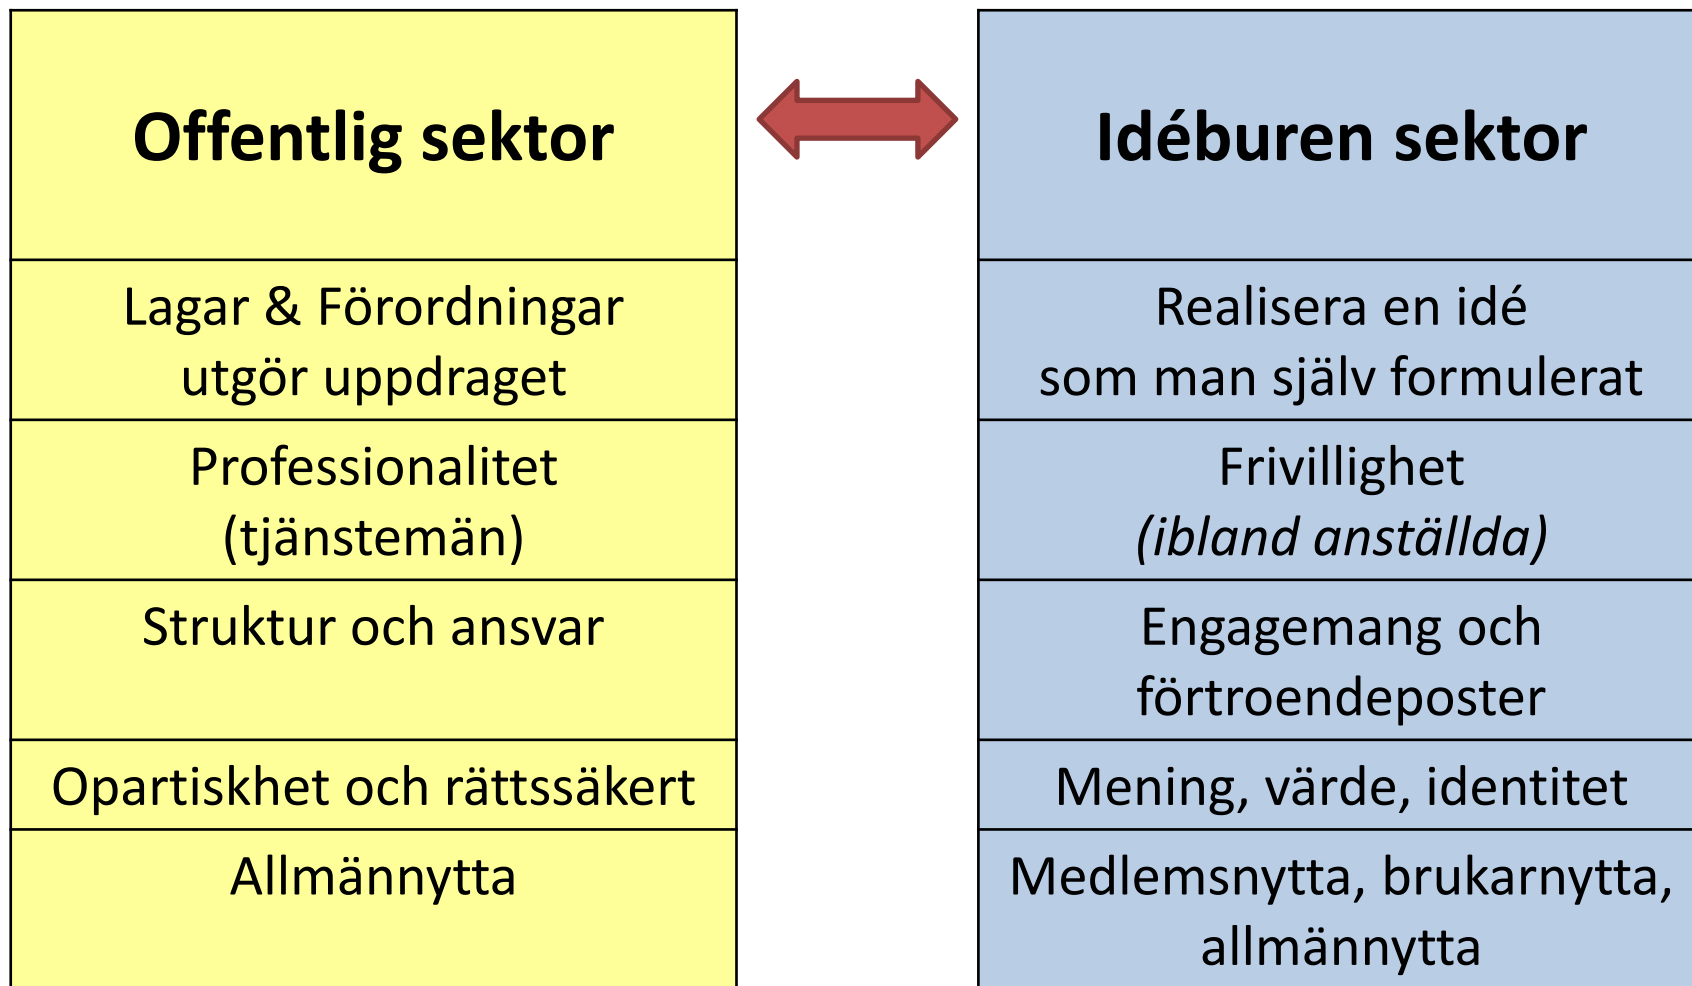 Offentlig sektor
Idéburen sektor
Lagar & Förordningar
utgör uppdraget
Realisera en idé
som man själv formulerat
Professionalitet
(tjänstemän)
Frivillighet
(ibland anställda)
Struktur och ansvar
Engagemang och
förtroendeposter
Opartiskhet och rättssäkert
Mening, värde, identitet
Allmännytta
Medlemsnytta, brukarnytta,
allmännytta